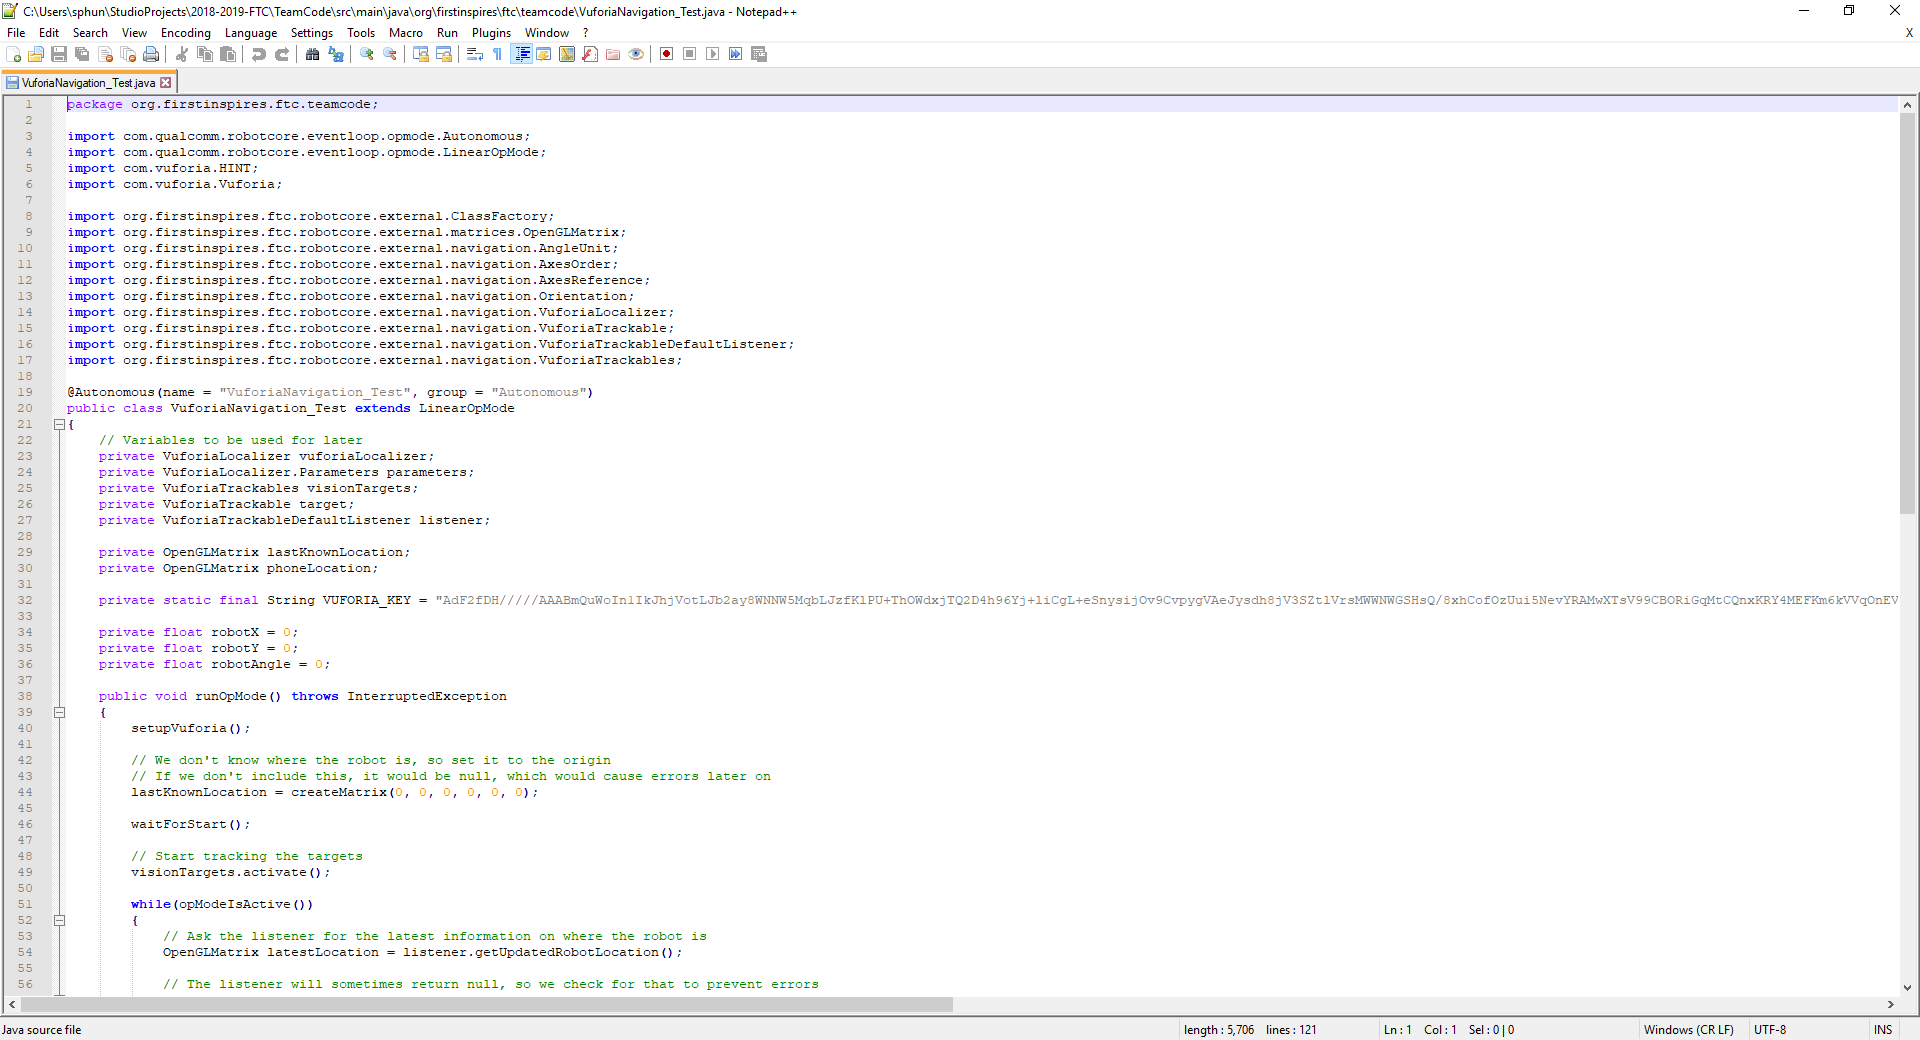 C:\Users\sphun\StudioProjects\2018-2019-FTC\TeamCode\src\main\java\org\firstinspires\ftc\teamcode\VuforiaNavigation_Test.java - Notepad++
File Edit Search View Encoding Language Settings Tools Macro Run Plugins Window ? X
VuforiaNavigation_Test.java
1 package org.firstinspires.ftc.teamcode;
2
3 import com.qualcomm.robotcore.eventloop.opmode.Autonomous;
4 import com.qualcomm.robotcore.eventloop.opmode.LinearOpMode;
5 import com.vuforia.HINT;
6 import com.vuforia.Vuforia;
7
8 import org.firstinspires.ftc.robotcore.external.ClassFactory;
9 import org.firstinspires.ftc.robotcore.external.matrices.OpenGLMatrix;
10 import org.firstinspires.ftc.robotcore.external.navigation.AngleUnit;
11 import org.firstinspires.ftc.robotcore.external.navigation.AxesOrder;
12 import org.firstinspires.ftc.robotcore.external.navigation.AxesReference;
13 import org.firstinspires.ftc.robotcore.external.navigation.Orientation;
14 import org.firstinspires.ftc.robotcore.external.navigation.VuforiaLocalizer;
15 import org.firstinspires.ftc.robotcore.external.navigation.VuforiaTrackable;
16 import org.firstinspires.ftc.robotcore.external.navigation.VuforiaTrackableDefaultListener;
17 import org.firstinspires.ftc.robotcore.external.navigation.VuforiaTrackables;
18
19 @Autonomous(name = "VuforiaNavigation_Test", group = "Autonomous")
20 public class VuforiaNavigation_Test extends LinearOpMode
21 {
22 // Variables to be used for later
23 private VuforiaLocalizer vuforiaLocalizer;
24 private VuforiaLocalizer.Parameters parameters;
25 private VuforiaTrackables visionTargets;
26 private VuforiaTrackable target;
27 private VuforiaTrackableDefaultListener listener;
28
29 private OpenGLMatrix lastKnownLocation;
30 private OpenGLMatrix phoneLocation;
31
32 private static final String VUFORIA_KEY =
33
34 private float robotX = 0;
35 private float robotY = 0;
36 private float robotAngle = 0;
37
38 public void runOpMode() throws InterruptedException
39 {
40 setupVuforia();
41
42 // We don't know where the robot is, so set it to the origin
43 // If we don't include this, it would be null, which would cause errors later on
44 lastKnownLocation = createMatrix(0, 0, 0, 0, 0, 0);
45
46 waitForStart();
47
48 // Start tracking the targets
49 visionTargets.activate();
50
51 while(opModeIsActive())
52 {
53 // Ask the listener for the latest information on where the robot is
54 OpenGLMatrix latestLocation = listener.getUpdatedRobotLocation();
55
56 // The listener will sometimes return null, so we check for that to prevent errors
Java source file length : 5,706 lines : 121 Ln : 1 Col : 1 Sel : 0 | 0 Windows (CR LF) UTF-8 INS